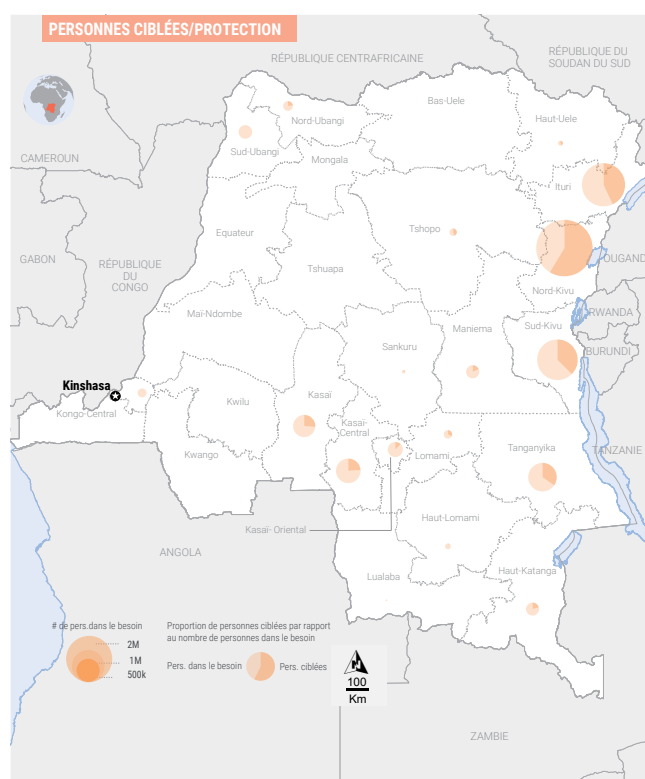 PERSONNES CIBLÉES/PROTECTION
RÉPUBLIQUE CENTRAFRICAINE
RÉPUBLIQUE DU
SOUDAN DU SUD
Bas-Uele
Nord-Ubangi
Haut-Uele
Sud-Ubangi
CAMEROUN
Mongala
Ituri
Equateur
Tshopo
GABON
RÉPUBLIQUE
DU
CONGO
OUGAND
Tshuapa
Nord-Kivu
Maï-Ndombe
RWANDA
Sud-Kivu
Maniema
Sankuru
BURUNDI
Kinshasa
Kasaï
Kwilu
Kongo-Central
Kasaï-
Central
Lomami
Tanganyika
TANZANIE
Kwango
Haut-Lomami
Kasaï- Oriental
ANGOLA
Haut-Katanga
Lualaba
# de pers.dans le besoin
2M
1M
500k
Proportion de personnes ciblées par rapport
au nombre de personnes dans le besoin
Pers. dans le besoin
Pers. ciblées
N
100
Km
ZAMBIE